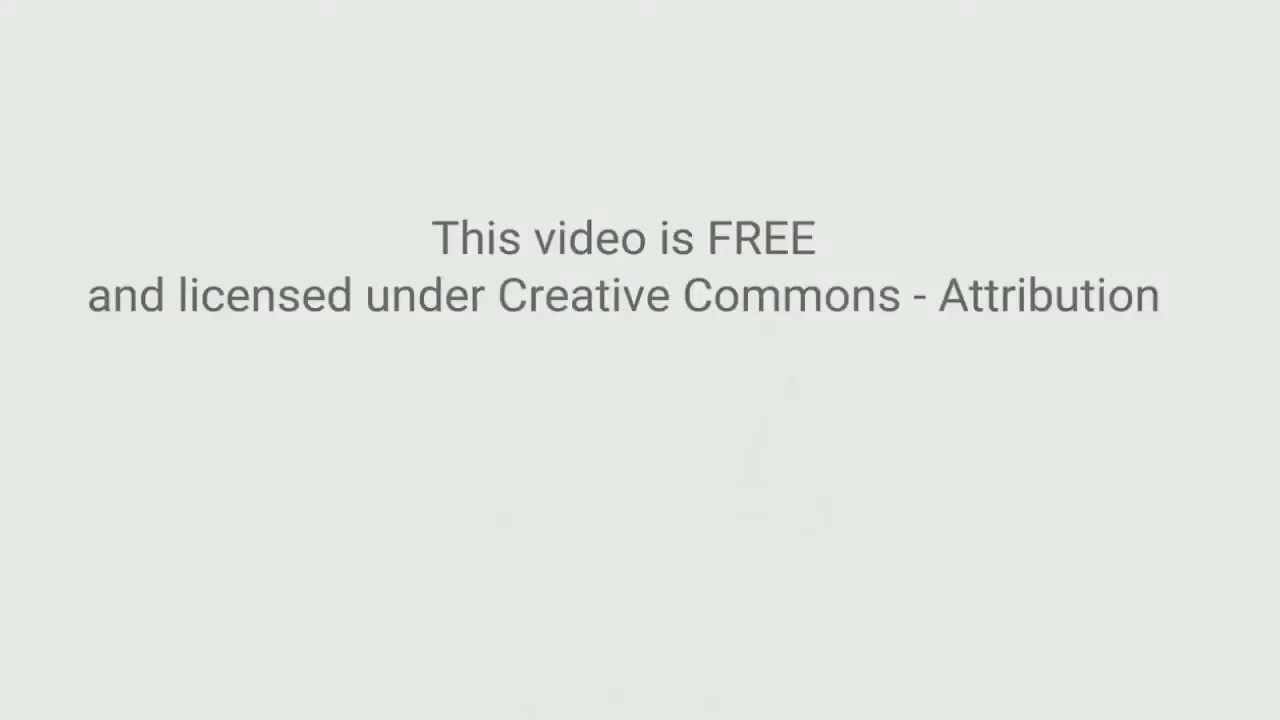 This video is FREE
and licensed under Creative Commons - Attribution